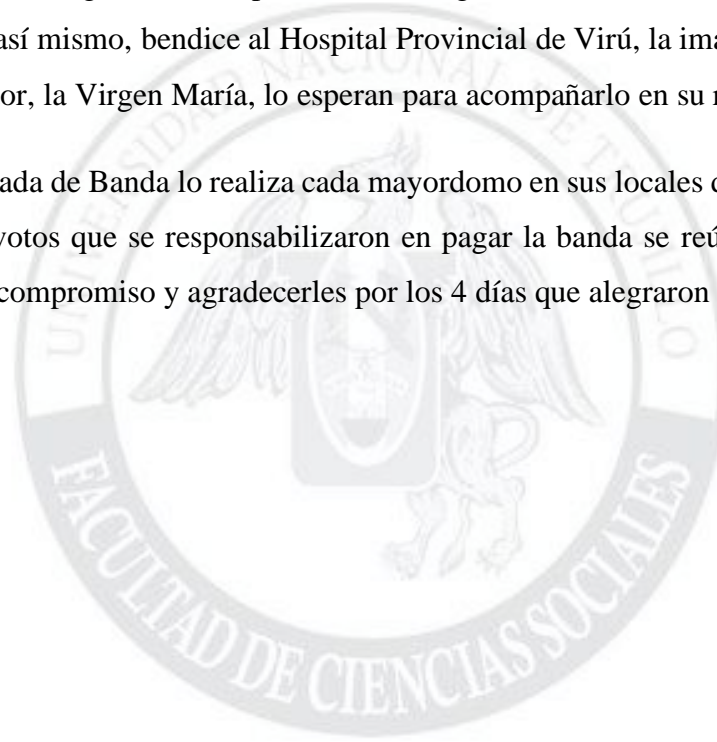 así mismo, bendice al Hospital Provincial de Virú, la
or, la Virgen María, lo esperan para acompañarlo en su
ada de Banda lo realiza cada mayordomo en sus locales
votos que se responsabilizaron en pagar la banda se
compromiso y agradecerles por los 4 días que alegraron
UNIVERSIDAD NACIONAL DE TRUJILLO
FACULTAD DE CIENCIAS SOCIALES